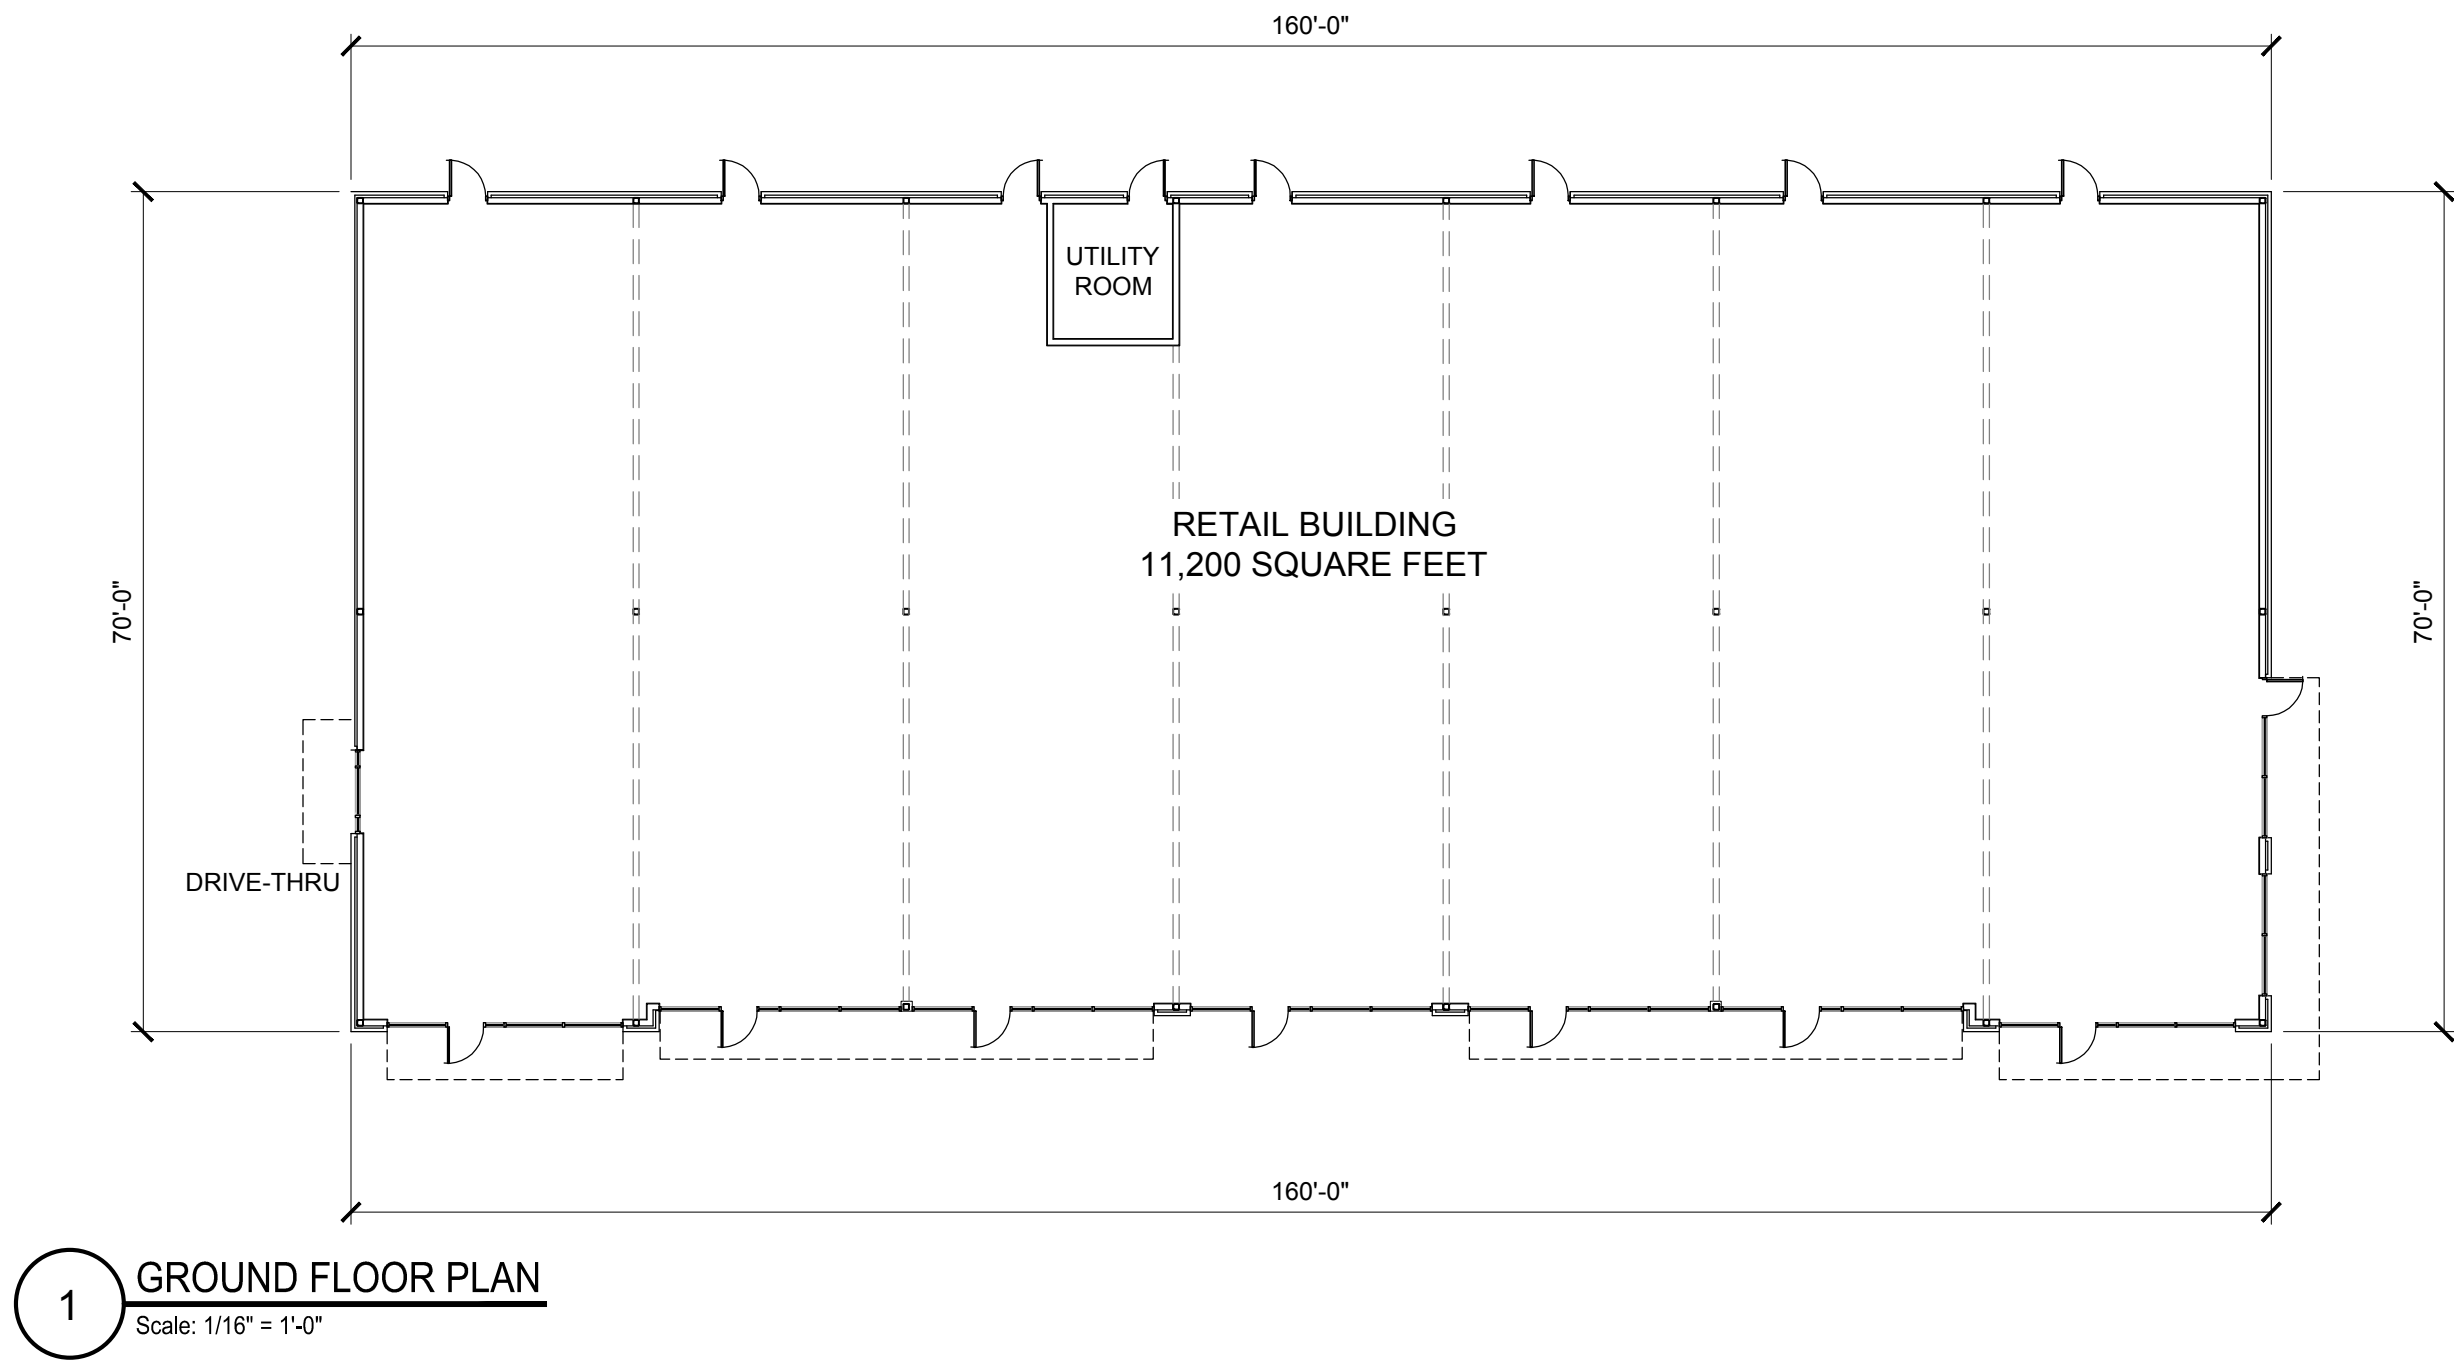 160'-0"
UTILITY
ROOM
RETAIL BUILDING
11,200 SQUARE FEET
70'-0"
70'-0"
DRIVE-THRU
160'-0"
1
GROUND FLOOR PLAN
Scale: 1/16" = 1'-0"